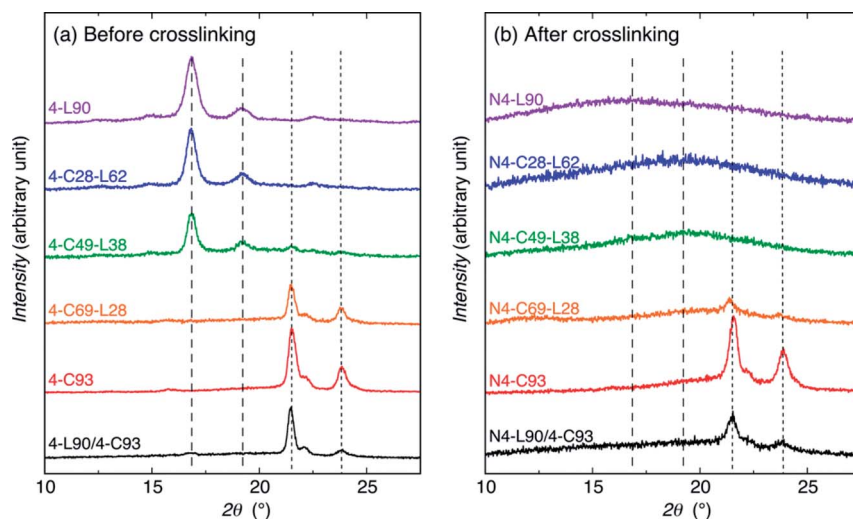 (a) Before crosslinking
4-L90
4-C28-L62
4-C49-L38
4-C69-L28
4-C93
4-L90/4-C93
Intensity (arbitrary unit)
10 15 20 25
2θ (°)
(b) After crosslinking
N4-L90
N4-C28-L62
N4-C49-L38
N4-C69-L28
N4-C93
N4-L90/4-C93
Intensity (arbitrary unit)
10 15 20 25
2θ (°)